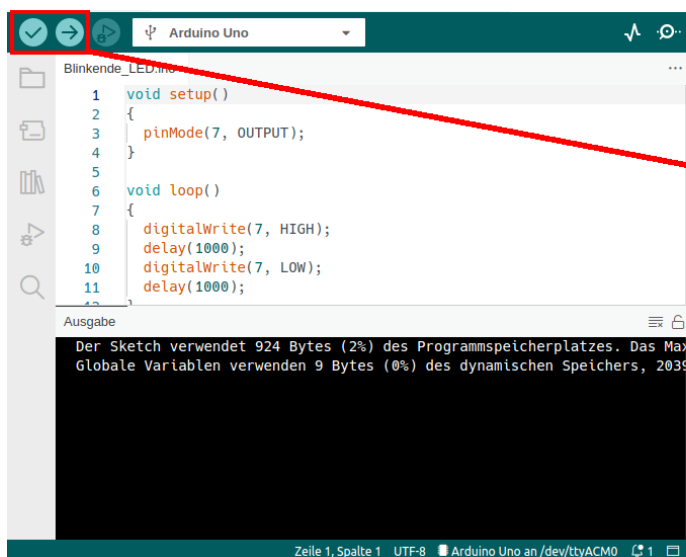 Arduino Uno
Blinkende_LED.ino
...
1 void setup()
2 {
3 pinMode(7, OUTPUT);
4 }
5
6 void loop()
7 {
8 digitalWrite(7, HIGH);
9 delay(1000);
10 digitalWrite(7, LOW);
11 delay(1000);
12 }
Ausgabe
Der Sketch verwendet 924 Bytes (2%) des Programmspeicherplatzes. Das Max
Globale Variablen verwenden 9 Bytes (0%) des dynamischen Speichers, 2039
Zeile 1, Spalte 1 UTF-8 Arduino Uno an /dev/ttyACM0 1